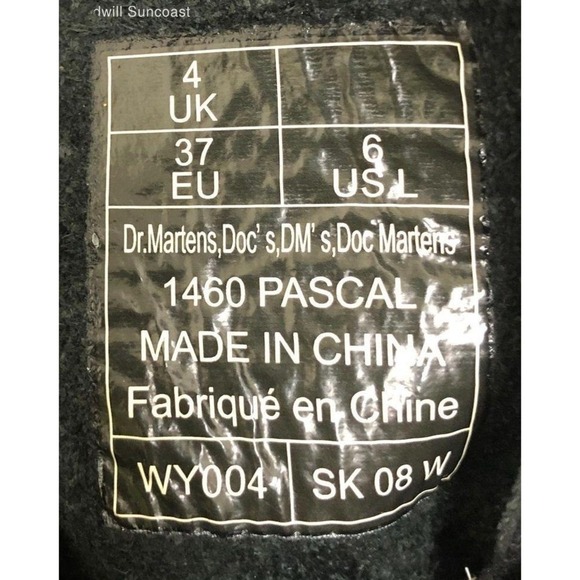 dwill Suncoast
4
UK
37
EU
6
US L
Dr.Martens,Doc's,DM's,Doc Martens
1460 PASCAL
MADE IN CHINA
Fabriqué en Chine
WY004
SK 08 W